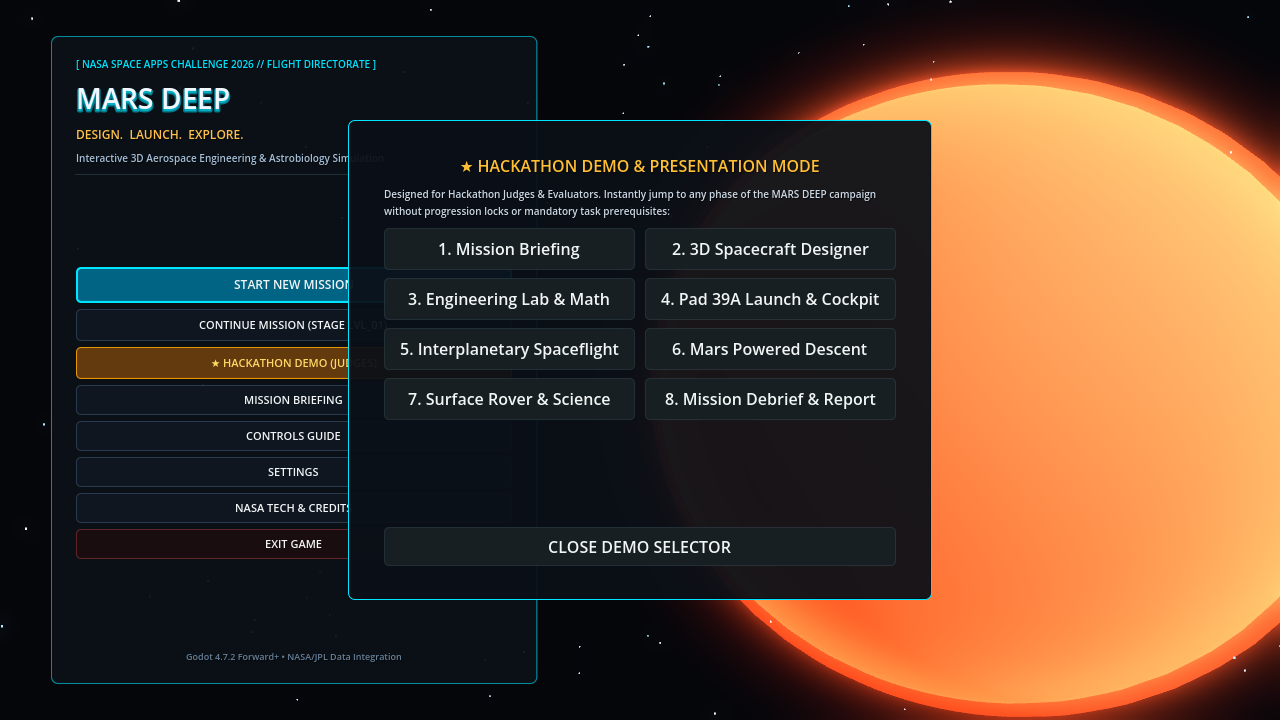 [ NASA SPACE APPS CHALLENGE 2026 // FLIGHT DIRECTORATE ]
MARS DEEP
DESIGN. LAUNCH. EXPLORE.
Interactive 3D Aerospace Engineering & Astrobiology Simulation
START NEW MISSION
CONTINUE MISSION (STAGE LVL_01)
★ HACKATHON DEMO (JUDGES)
MISSION BRIEFING
CONTROLS GUIDE
SETTINGS
NASA TECH & CREDITS
EXIT GAME
Godot 4.7.2 Forward+ • NASA/JPL Data Integration
★ HACKATHON DEMO & PRESENTATION MODE
Designed for Hackathon Judges & Evaluators. Instantly jump to any phase of the MARS DEEP campaign
without progression locks or mandatory task prerequisites:
1. Mission Briefing
2. 3D Spacecraft Designer
3. Engineering Lab & Math
4. Pad 39A Launch & Cockpit
5. Interplanetary Spaceflight
6. Mars Powered Descent
7. Surface Rover & Science
8. Mission Debrief & Report
CLOSE DEMO SELECTOR